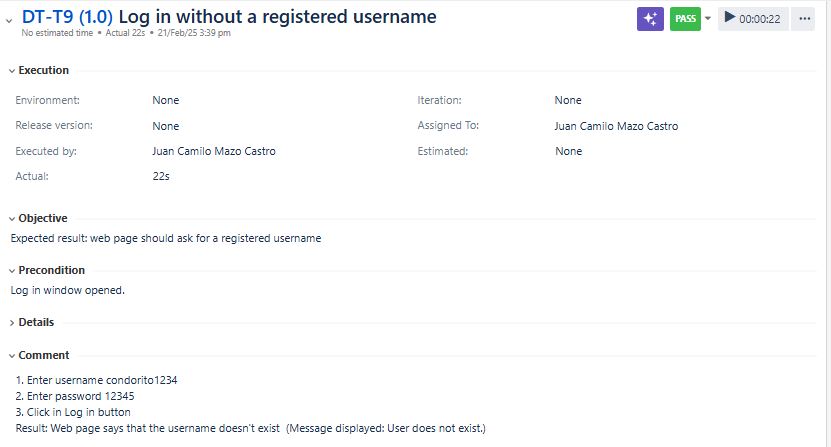 DT-T9 (1.0) Log in without a registered username
PASS
00:00:22
No estimated time • Actual 22s • 21/Feb/25 3:39 pm
Execution
Environment: None
Iteration: None
Release version: None
Assigned To: Juan Camilo Mazo Castro
Executed by: Juan Camilo Mazo Castro
Estimated: None
Actual: 22s
Objective
Expected result: web page should ask for a registered username
Precondition
Log in window opened.
Details
Comment
1. Enter username condorito1234
2. Enter password 12345
3. Click in Log in button
Result: Web page says that the username doesn't exist (Message displayed: User does not exist.)